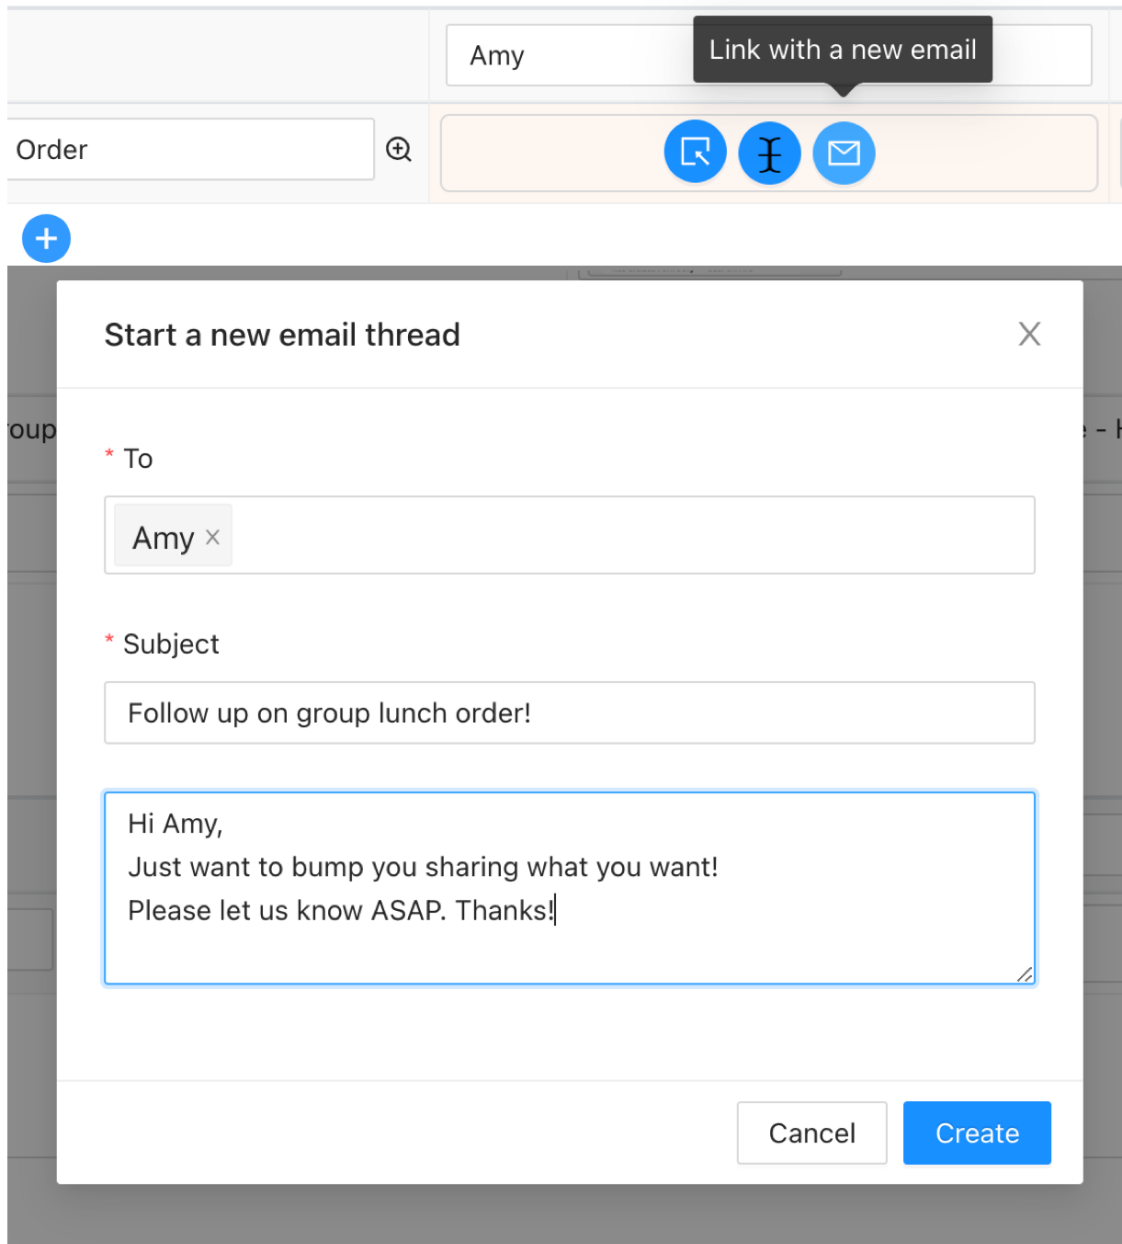 Amy
Link with a new email
Order
Start a new email thread
* To
Amy
* Subject
Follow up on group lunch order!
Hi Amy,
Just want to bump you sharing what you want!
Please let us know ASAP. Thanks!
Cancel
Create